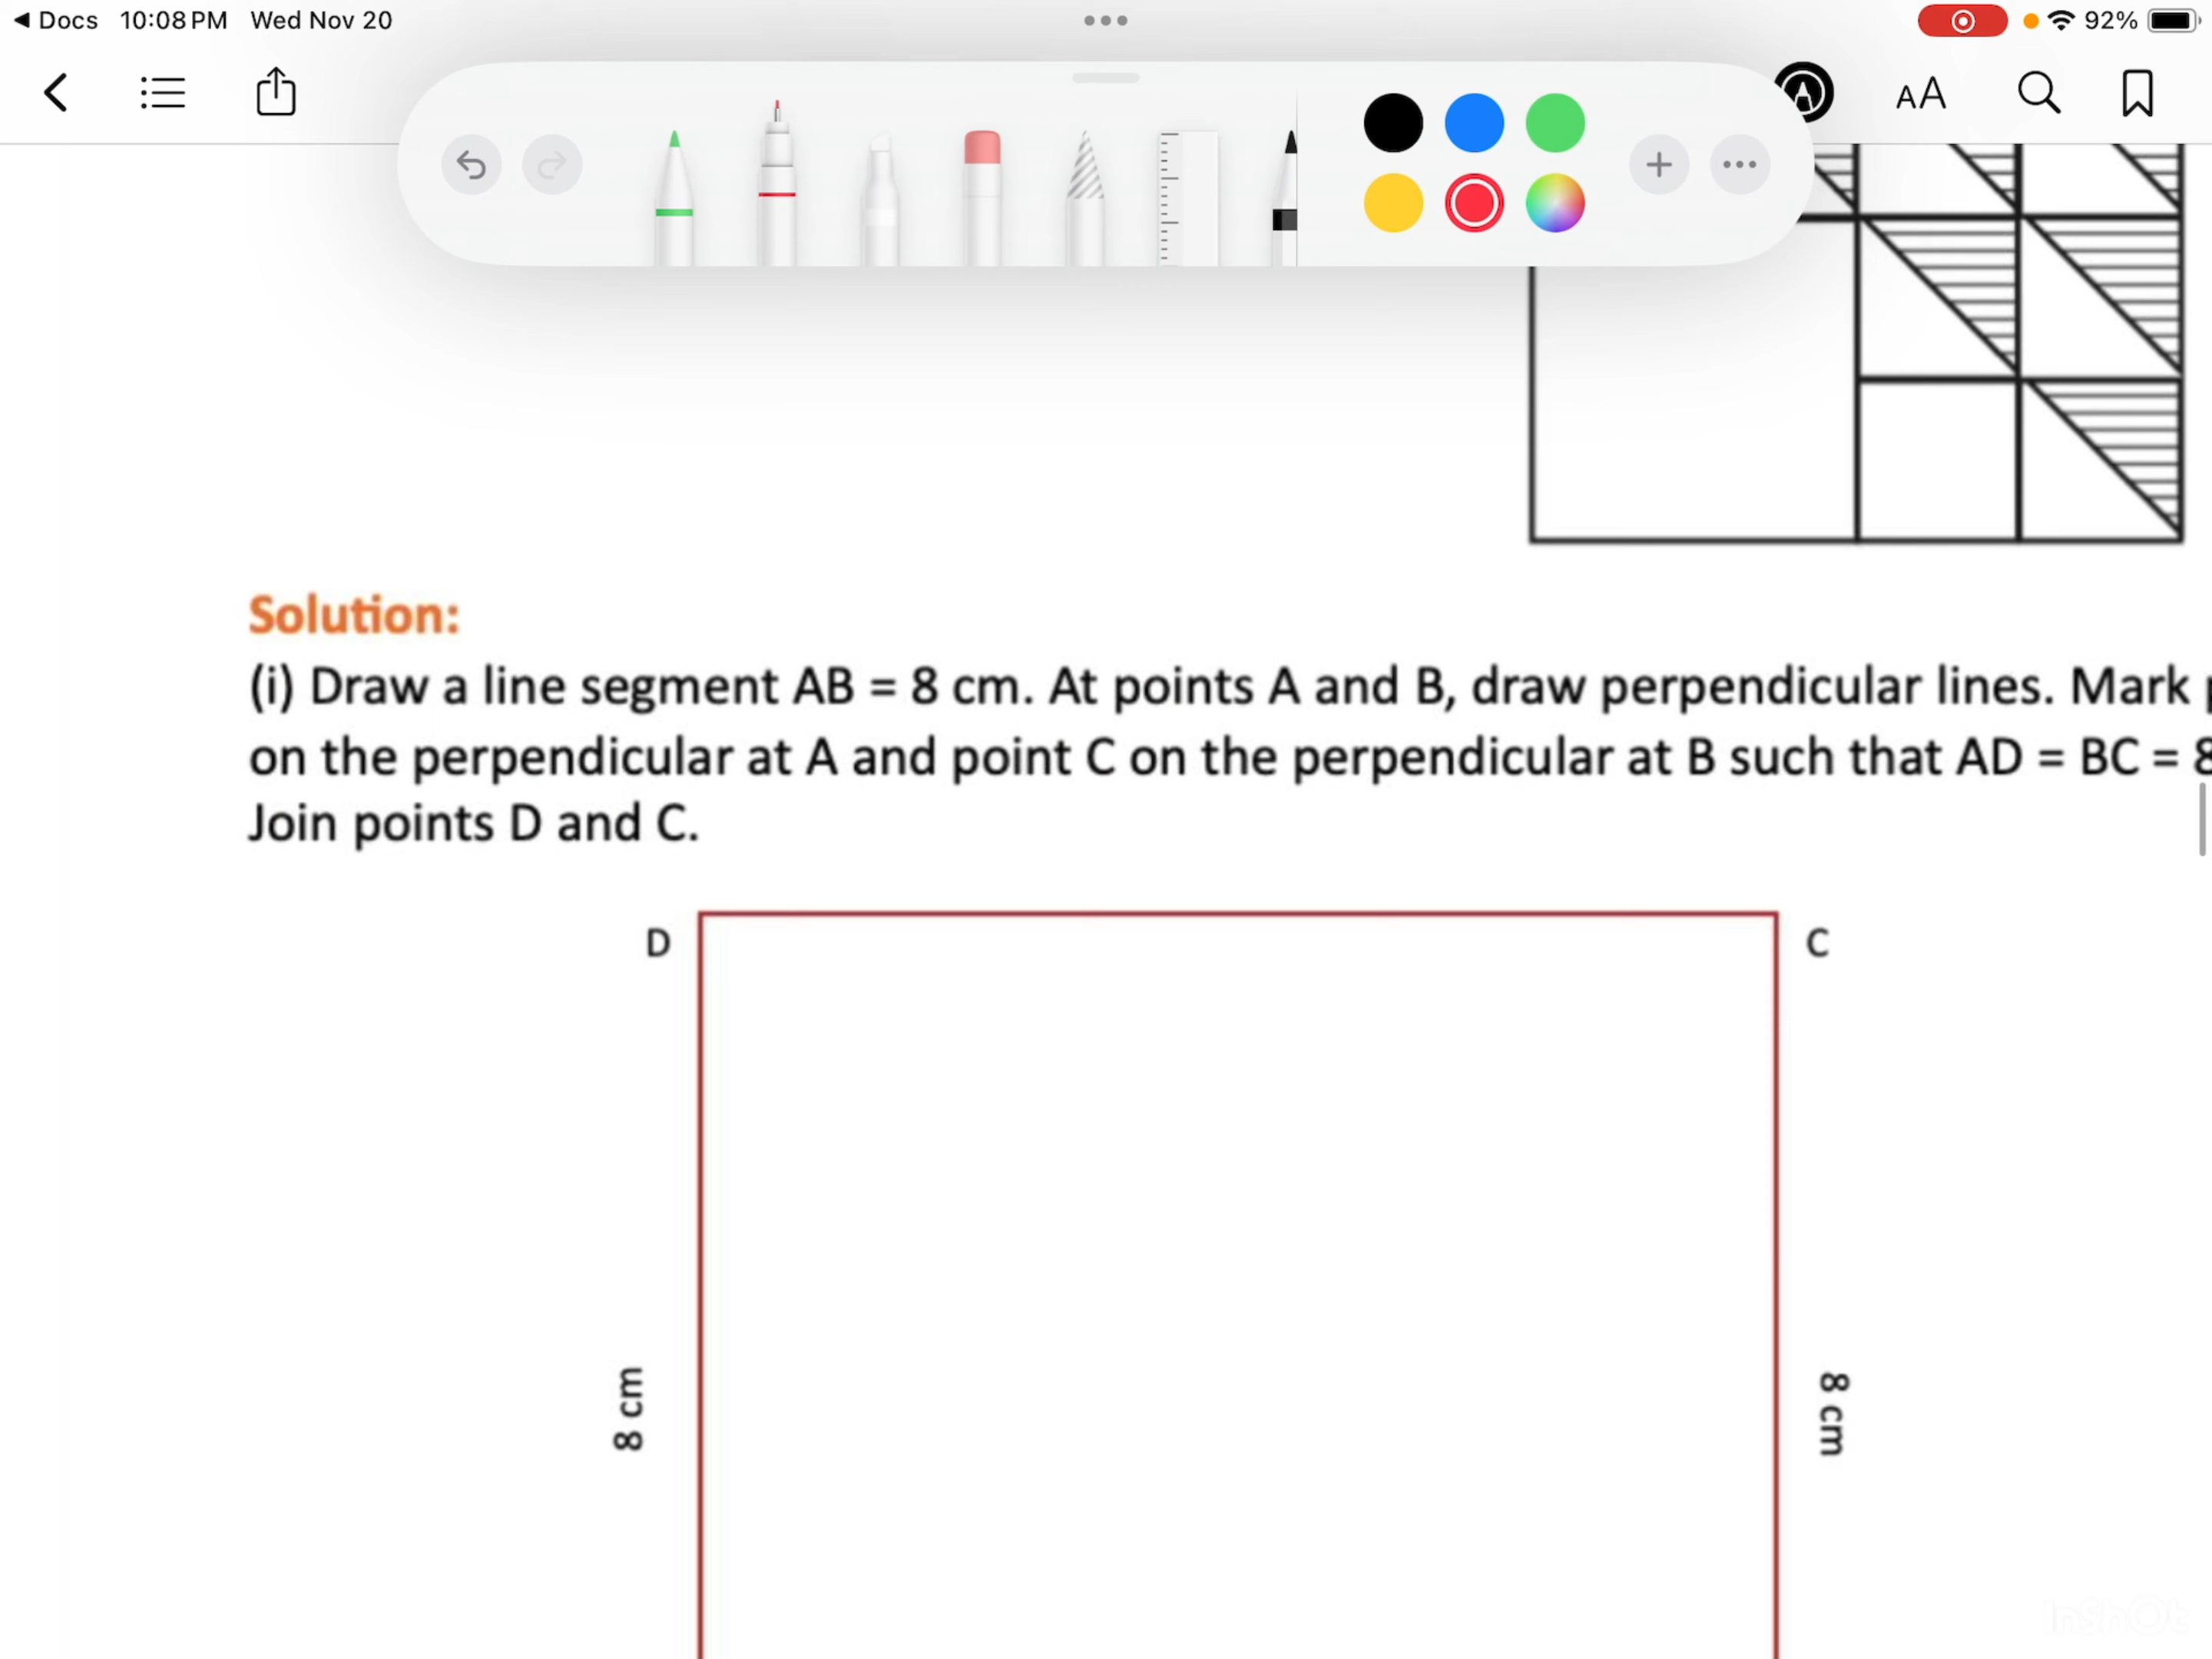 Docs 10:08 PM Wed Nov 20
92%
AA
Solution:
(i) Draw a line segment AB = 8 cm. At points A and B, draw perpendicular lines. Mark
on the perpendicular at A and point C on the perpendicular at B such that AD = BC = 8
Join points D and C.
D
C
8 cm
8 cm
InShOt